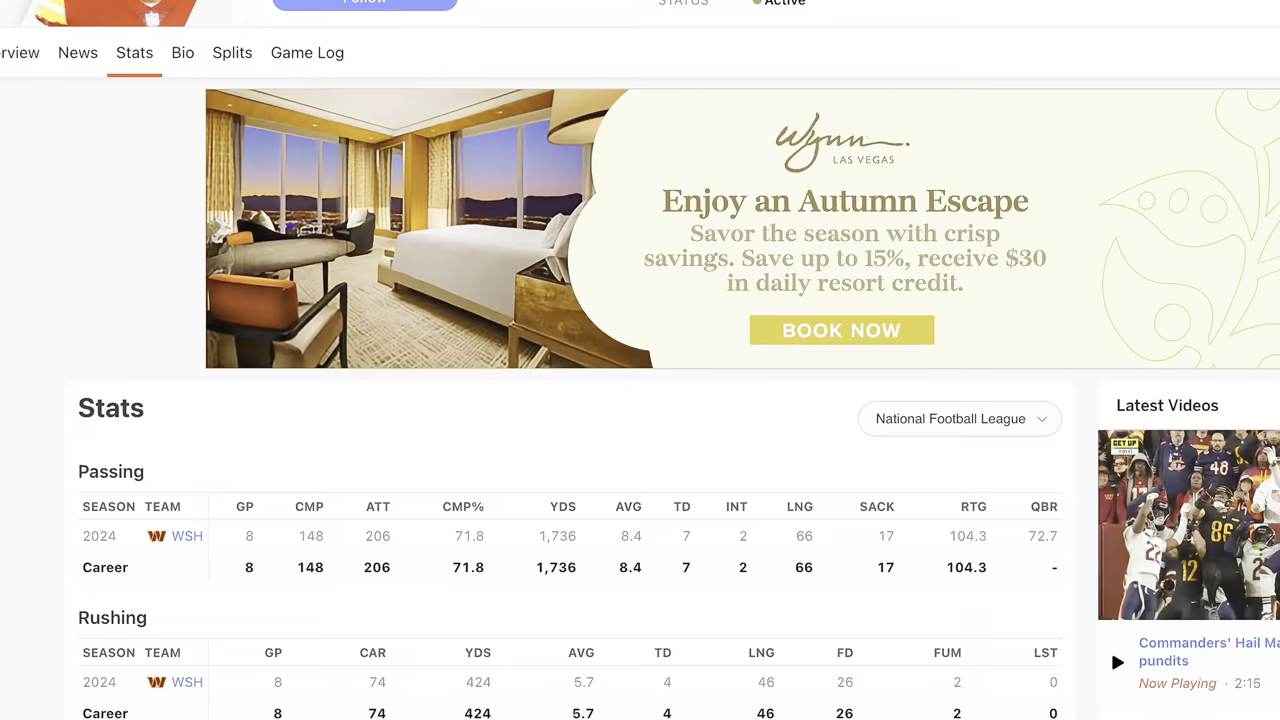 Follow
STATUS
Active
rview News Stats Bio Splits Game Log
Wynn
LAS VEGAS
Enjoy an Autumn Escape
Savor the season with crisp
savings. Save up to 15%, receive $30
in daily resort credit.
BOOK NOW
Stats
National Football League
Passing
SEASON TEAM GP CMP ATT CMP% YDS AVG TD INT LNG SACK RTG QBR
2024 WSH 8 148 206 71.8 1,736 8.4 7 2 66 17 104.3 72.7
Career 8 148 206 71.8 1,736 8.4 7 2 66 17 104.3 -
Rushing
SEASON TEAM GP CAR YDS AVG TD LNG FD FUM LST
2024 WSH 8 74 424 5.7 4 46 26 2 0
Career 8 74 424 5.7 4 46 26 2 0
Latest Videos
GET UP
48
86
22
12
2
Commanders' Hail Ma
pundits
Now Playing · 2:15